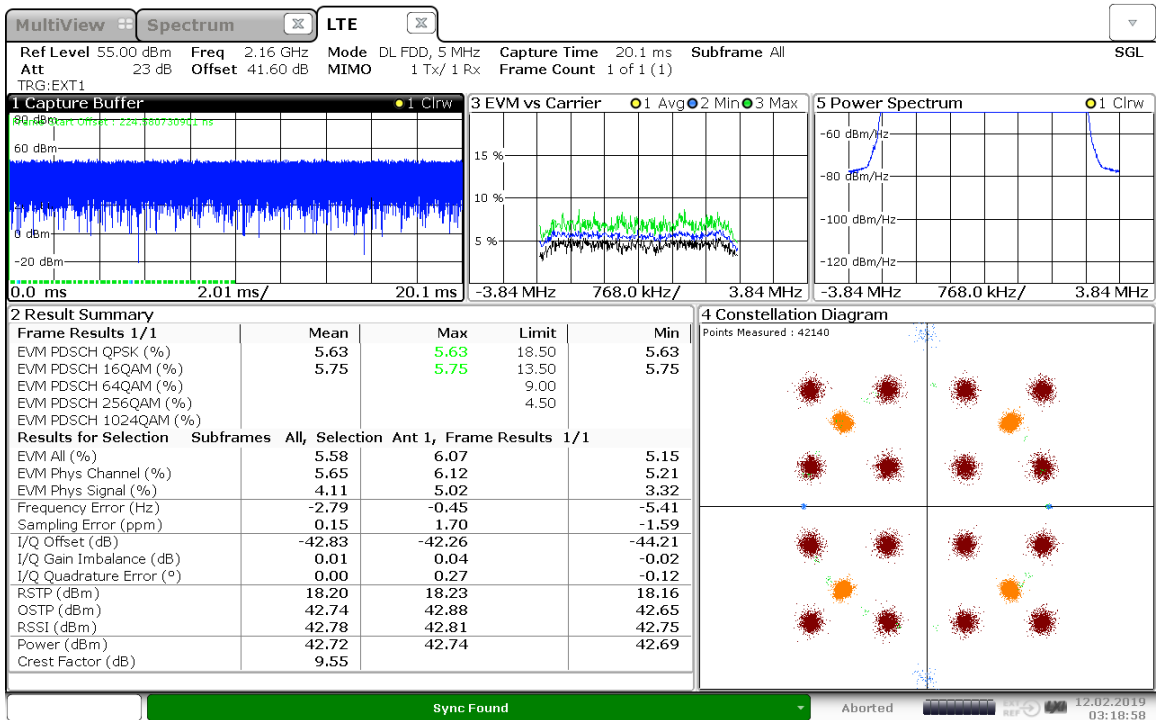 MultiView Spectrum LTE
Ref Level 55.00 dBm Freq 2.16 GHz Mode DL FDD, 5 MHz Capture Time 20.1 ms Subframe All SGL
Att 23 dB Offset 41.60 dB MIMO 1 Tx/ 1 Rx Frame Count 1 of 1 (1)
TRG:EXT1
1 Capture Buffer 1 Clrw
80 dBm
Frame Start Offset : 224.580730901 ms
60 dBm
0 dBm
-20 dBm
0.0 ms 2.01 ms/ 20.1 ms
3 EVM vs Carrier 1 Avg 2 Min 3 Max
15 %
10 %
5 %
-3.84 MHz 768.0 kHz/ 3.84 MHz
5 Power Spectrum 1 Clrw
-60 dBm/Hz
-80 dBm/Hz
-100 dBm/Hz
-120 dBm/Hz
-3.84 MHz 768.0 kHz/ 3.84 MHz
2 Result Summary
Frame Results 1/1 Mean Max Limit Min
EVM PDSCH QPSK (%) 5.63 5.63 18.50 5.63
EVM PDSCH 16QAM (%) 5.75 5.75 13.50 5.75
EVM PDSCH 64QAM (%) 9.00
EVM PDSCH 256QAM (%) 4.50
EVM PDSCH 1024QAM (%)
Results for Selection Subframes All, Selection Ant 1, Frame Results 1/1
EVM All (%) 5.58 6.07 5.15
EVM Phys Channel (%) 5.65 6.12 5.21
EVM Phys Signal (%) 4.11 5.02 3.32
Frequency Error (Hz) -2.79 -0.45 -5.41
Sampling Error (ppm) 0.15 1.70 -1.59
I/Q Offset (dB) -42.83 -42.26 -44.21
I/Q Gain Imbalance (dB) 0.01 0.04 -0.02
I/Q Quadrature Error (°) 0.00 0.27 -0.12
RSTP (dBm) 18.20 18.23 18.16
OSTP (dBm) 42.74 42.88 42.65
RSSI (dBm) 42.78 42.81 42.75
Power (dBm) 42.72 42.74 42.69
Crest Factor (dB) 9.55
4 Constellation Diagram
Points Measured : 42140
Sync Found Aborted EXT REF 12.02.2019
03:18:58